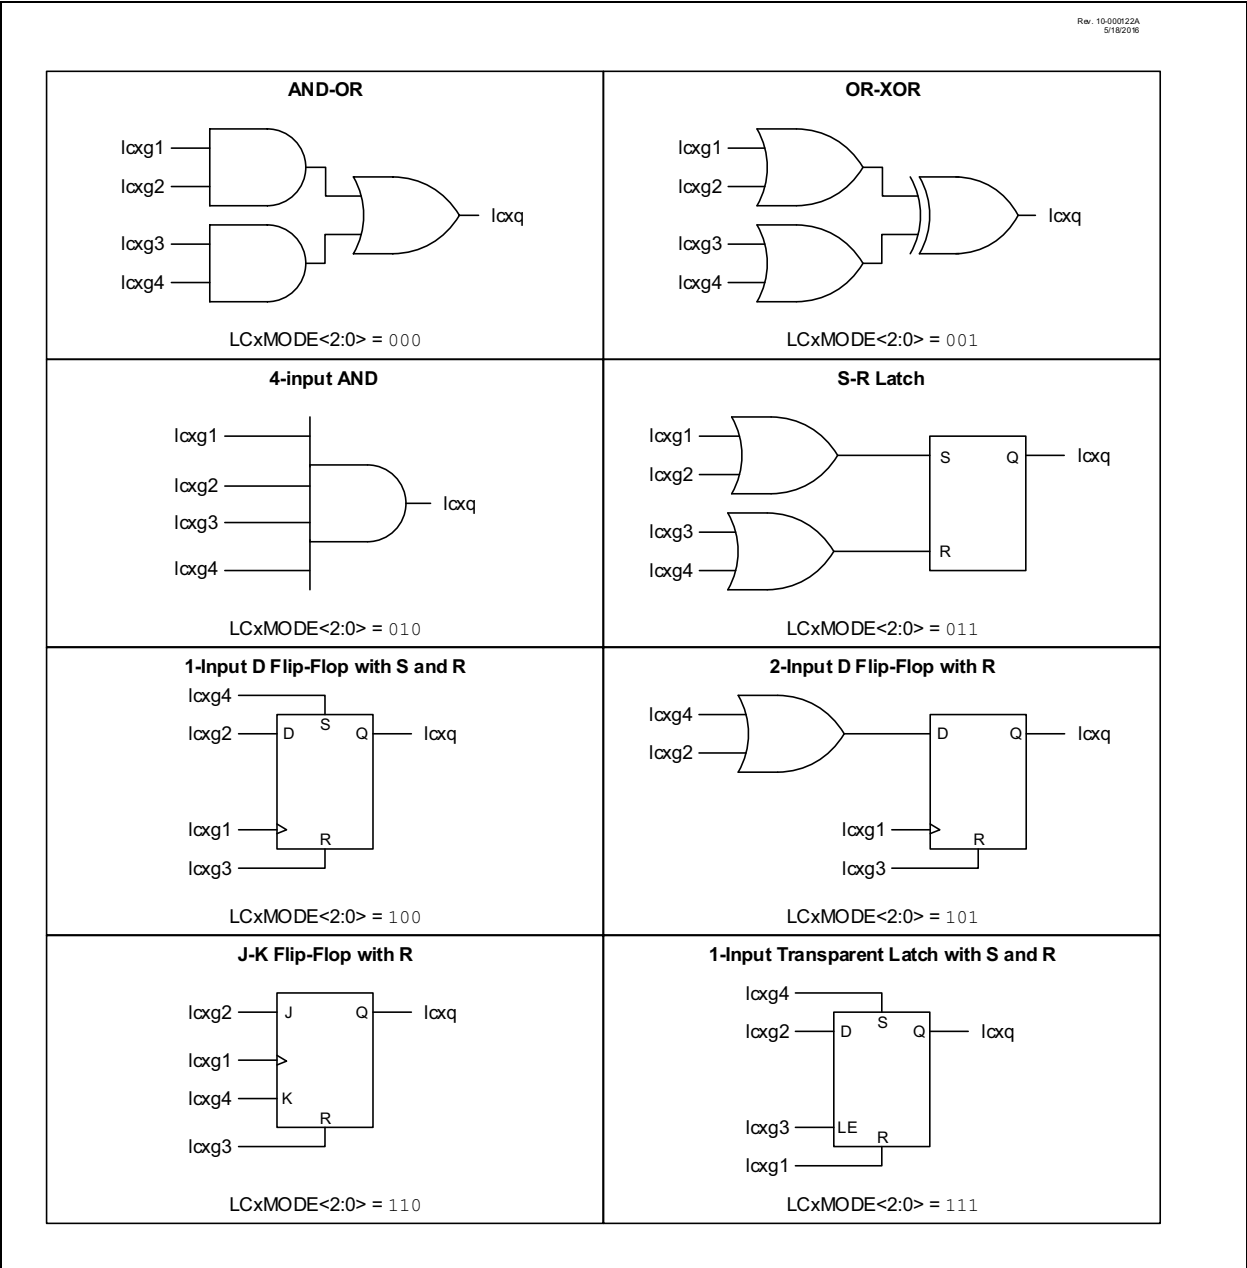 Rev. 10-000122A
5/18/2016
AND-OR
lcxg1
lcxg2
lcxg3
lcxg4
lcxq
LCxMODE<2:0> = 000
OR-XOR
lcxg1
lcxg2
lcxg3
lcxg4
lcxq
LCxMODE<2:0> = 001
4-input AND
lcxg1
lcxg2
lcxg3
lcxg4
lcxq
LCxMODE<2:0> = 010
S-R Latch
lcxg1
lcxg2
lcxg3
lcxg4
S
Q
lcxq
R
LCxMODE<2:0> = 011
1-Input D Flip-Flop with S and R
lcxg4
S
lcxg2
D
Q
lcxq
lcxg1
R
lcxg3
LCxMODE<2:0> = 100
2-Input D Flip-Flop with R
lcxg4
lcxg2
D
Q
lcxq
lcxg1
R
lcxg3
LCxMODE<2:0> = 101
J-K Flip-Flop with R
lcxg2
J
Q
lcxq
lcxg1
lcxg4
K
R
lcxg3
LCxMODE<2:0> = 110
1-Input Transparent Latch with S and R
lcxg4
S
lcxg2
D
Q
lcxq
lcxg3
LE
R
lcxg1
LCxMODE<2:0> = 111